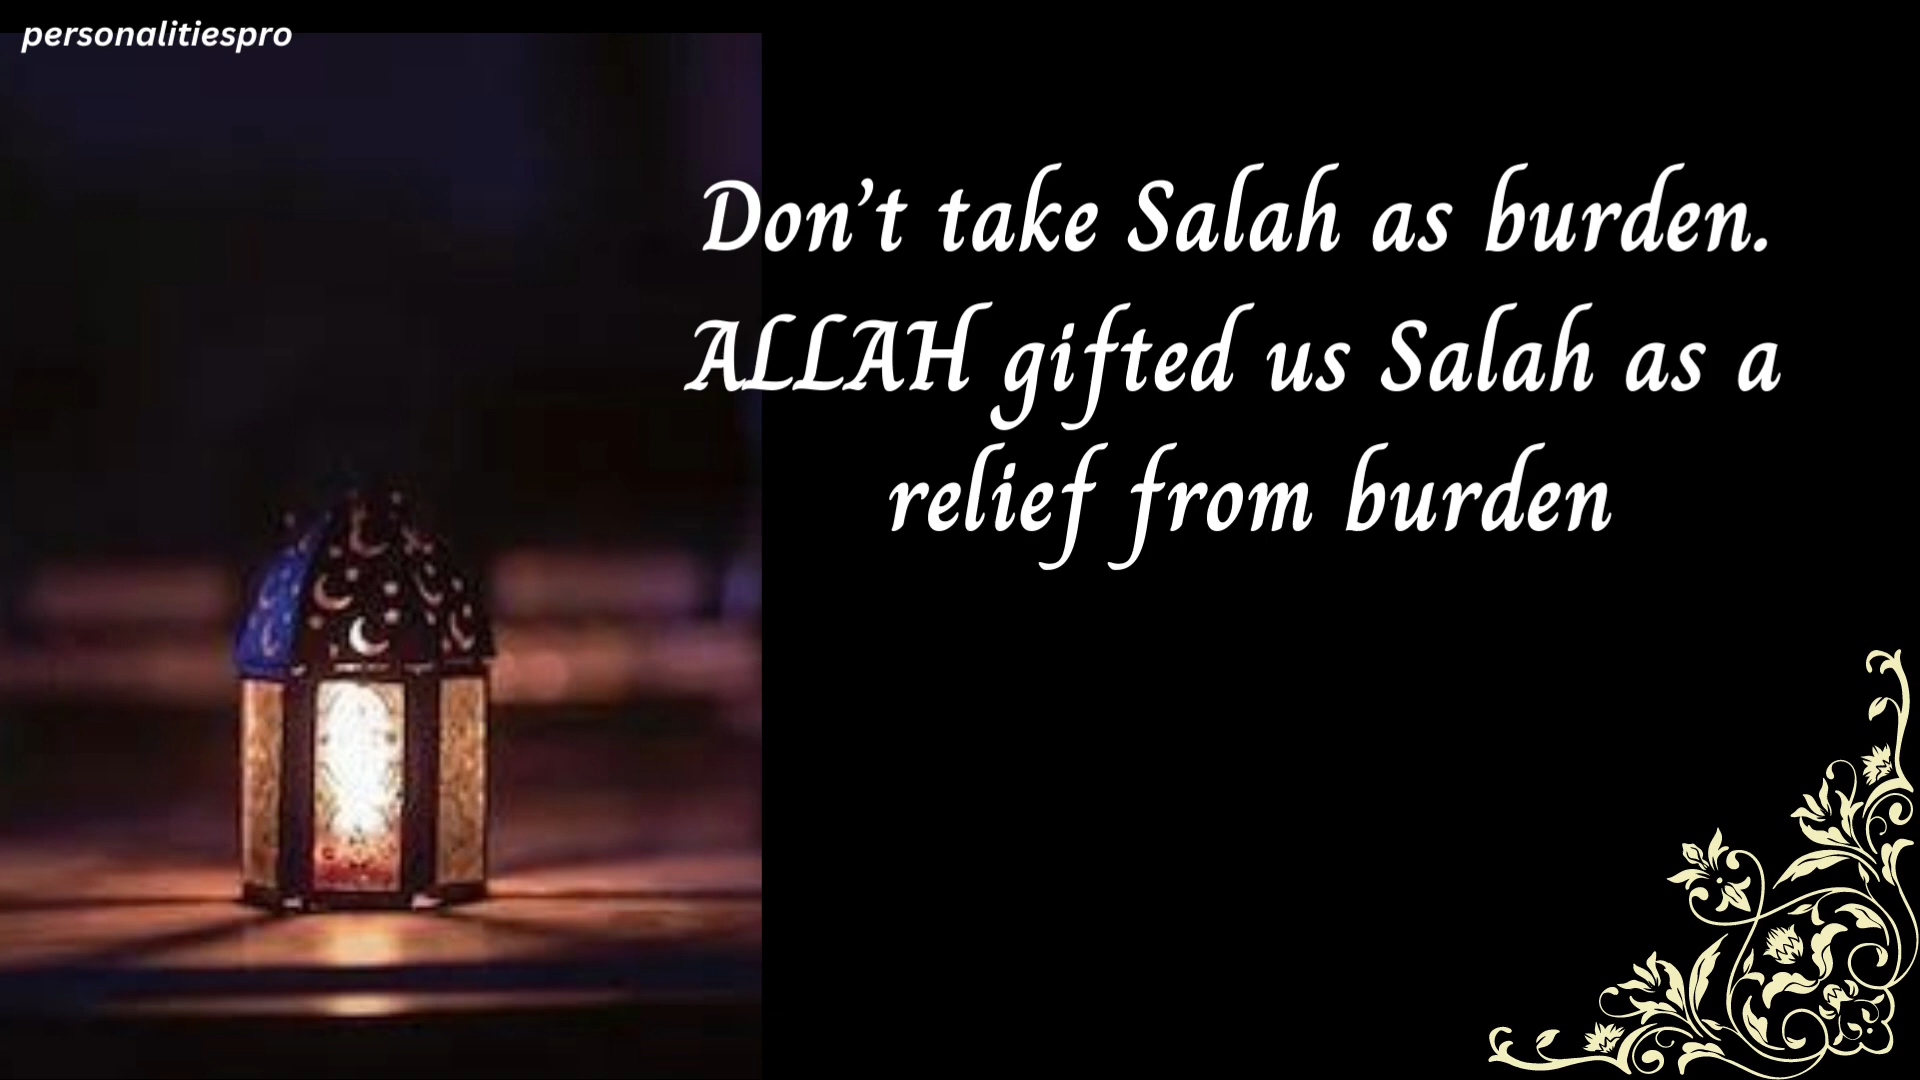 personalitiespro
Don't take Salah as burden.
ALLAH gifted us Salah as a
relief from burden